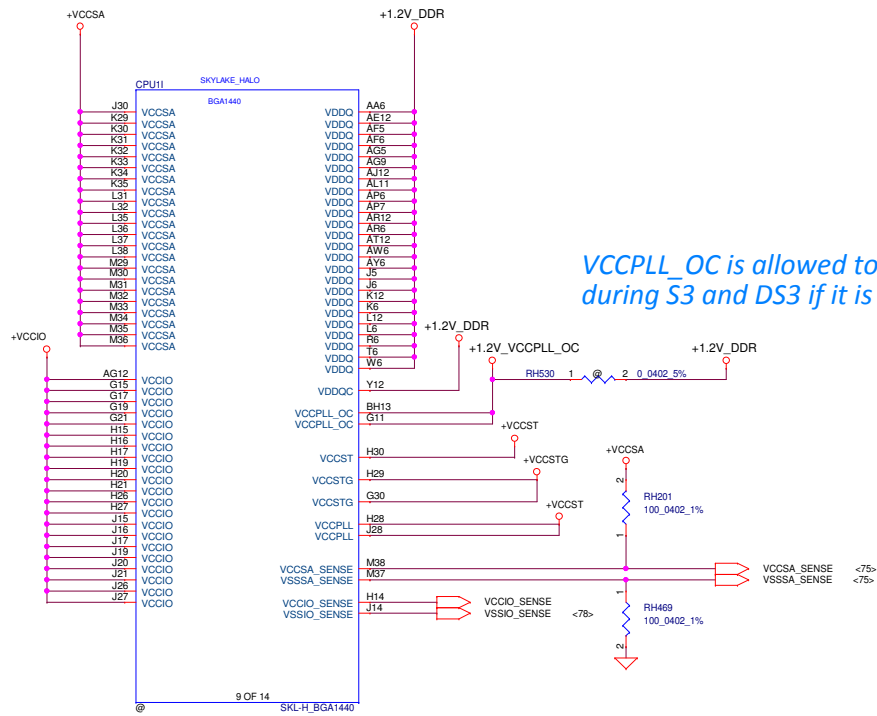 +VCCSA
+1.2V_DDR
CPU1I
SKYLAKE_HALO
BGA1440
J30 VCCSA
K29 VCCSA
K30 VCCSA
K31 VCCSA
K32 VCCSA
K33 VCCSA
K34 VCCSA
K35 VCCSA
L31 VCCSA
L32 VCCSA
L35 VCCSA
L36 VCCSA
L37 VCCSA
L38 VCCSA
M29 VCCSA
M30 VCCSA
M31 VCCSA
M32 VCCSA
M33 VCCSA
M34 VCCSA
M35 VCCSA
M36 VCCSA
+VCCIO
AG12 VCCIO
G15 VCCIO
G17 VCCIO
G19 VCCIO
G21 VCCIO
H15 VCCIO
H16 VCCIO
H17 VCCIO
H19 VCCIO
H20 VCCIO
H21 VCCIO
H26 VCCIO
H27 VCCIO
J15 VCCIO
J16 VCCIO
J17 VCCIO
J19 VCCIO
J20 VCCIO
J21 VCCIO
J26 VCCIO
J27 VCCIO
VDDQ AA6
VDDQ AE12
VDDQ AF5
VDDQ AF6
VDDQ AG5
VDDQ AG9
VDDQ AJ12
VDDQ AL11
VDDQ AP6
VDDQ AP7
VDDQ AR12
VDDQ AR6
VDDQ AT12
VDDQ AW6
VDDQ AY6
VDDQ J5
VDDQ J6
VDDQ K12
VDDQ K6
VDDQ L12
VDDQ L6
VDDQ R6
VDDQ T6
VDDQ W6
VDDQC Y12
+1.2V_DDR
VCCPLL_OC BH13
VCCPLL_OC G11
+1.2V_VCCPLL_OC
RH530 1 @ 2 0_0402_5%
+1.2V_DDR
VCCPLL_OC is allowed to
during S3 and DS3 if it is
VCCST H30
+VCCST
VCCSTG H29
VCCSTG G30
+VCCSTG
VCCPLL H28
VCCPLL J28
+VCCST
+VCCSA
2
RH201
100_0402_1%
1
VCCSA_SENSE M38
VCCSA_SENSE <75>
VSSSA_SENSE M37
VSSSA_SENSE <75>
VCCIO_SENSE H14
VCCIO_SENSE
VSSIO_SENSE J14
VSSIO_SENSE <78>
1
RH469
100_0402_1%
2
9 OF 14
@
SKL-H_BGA1440